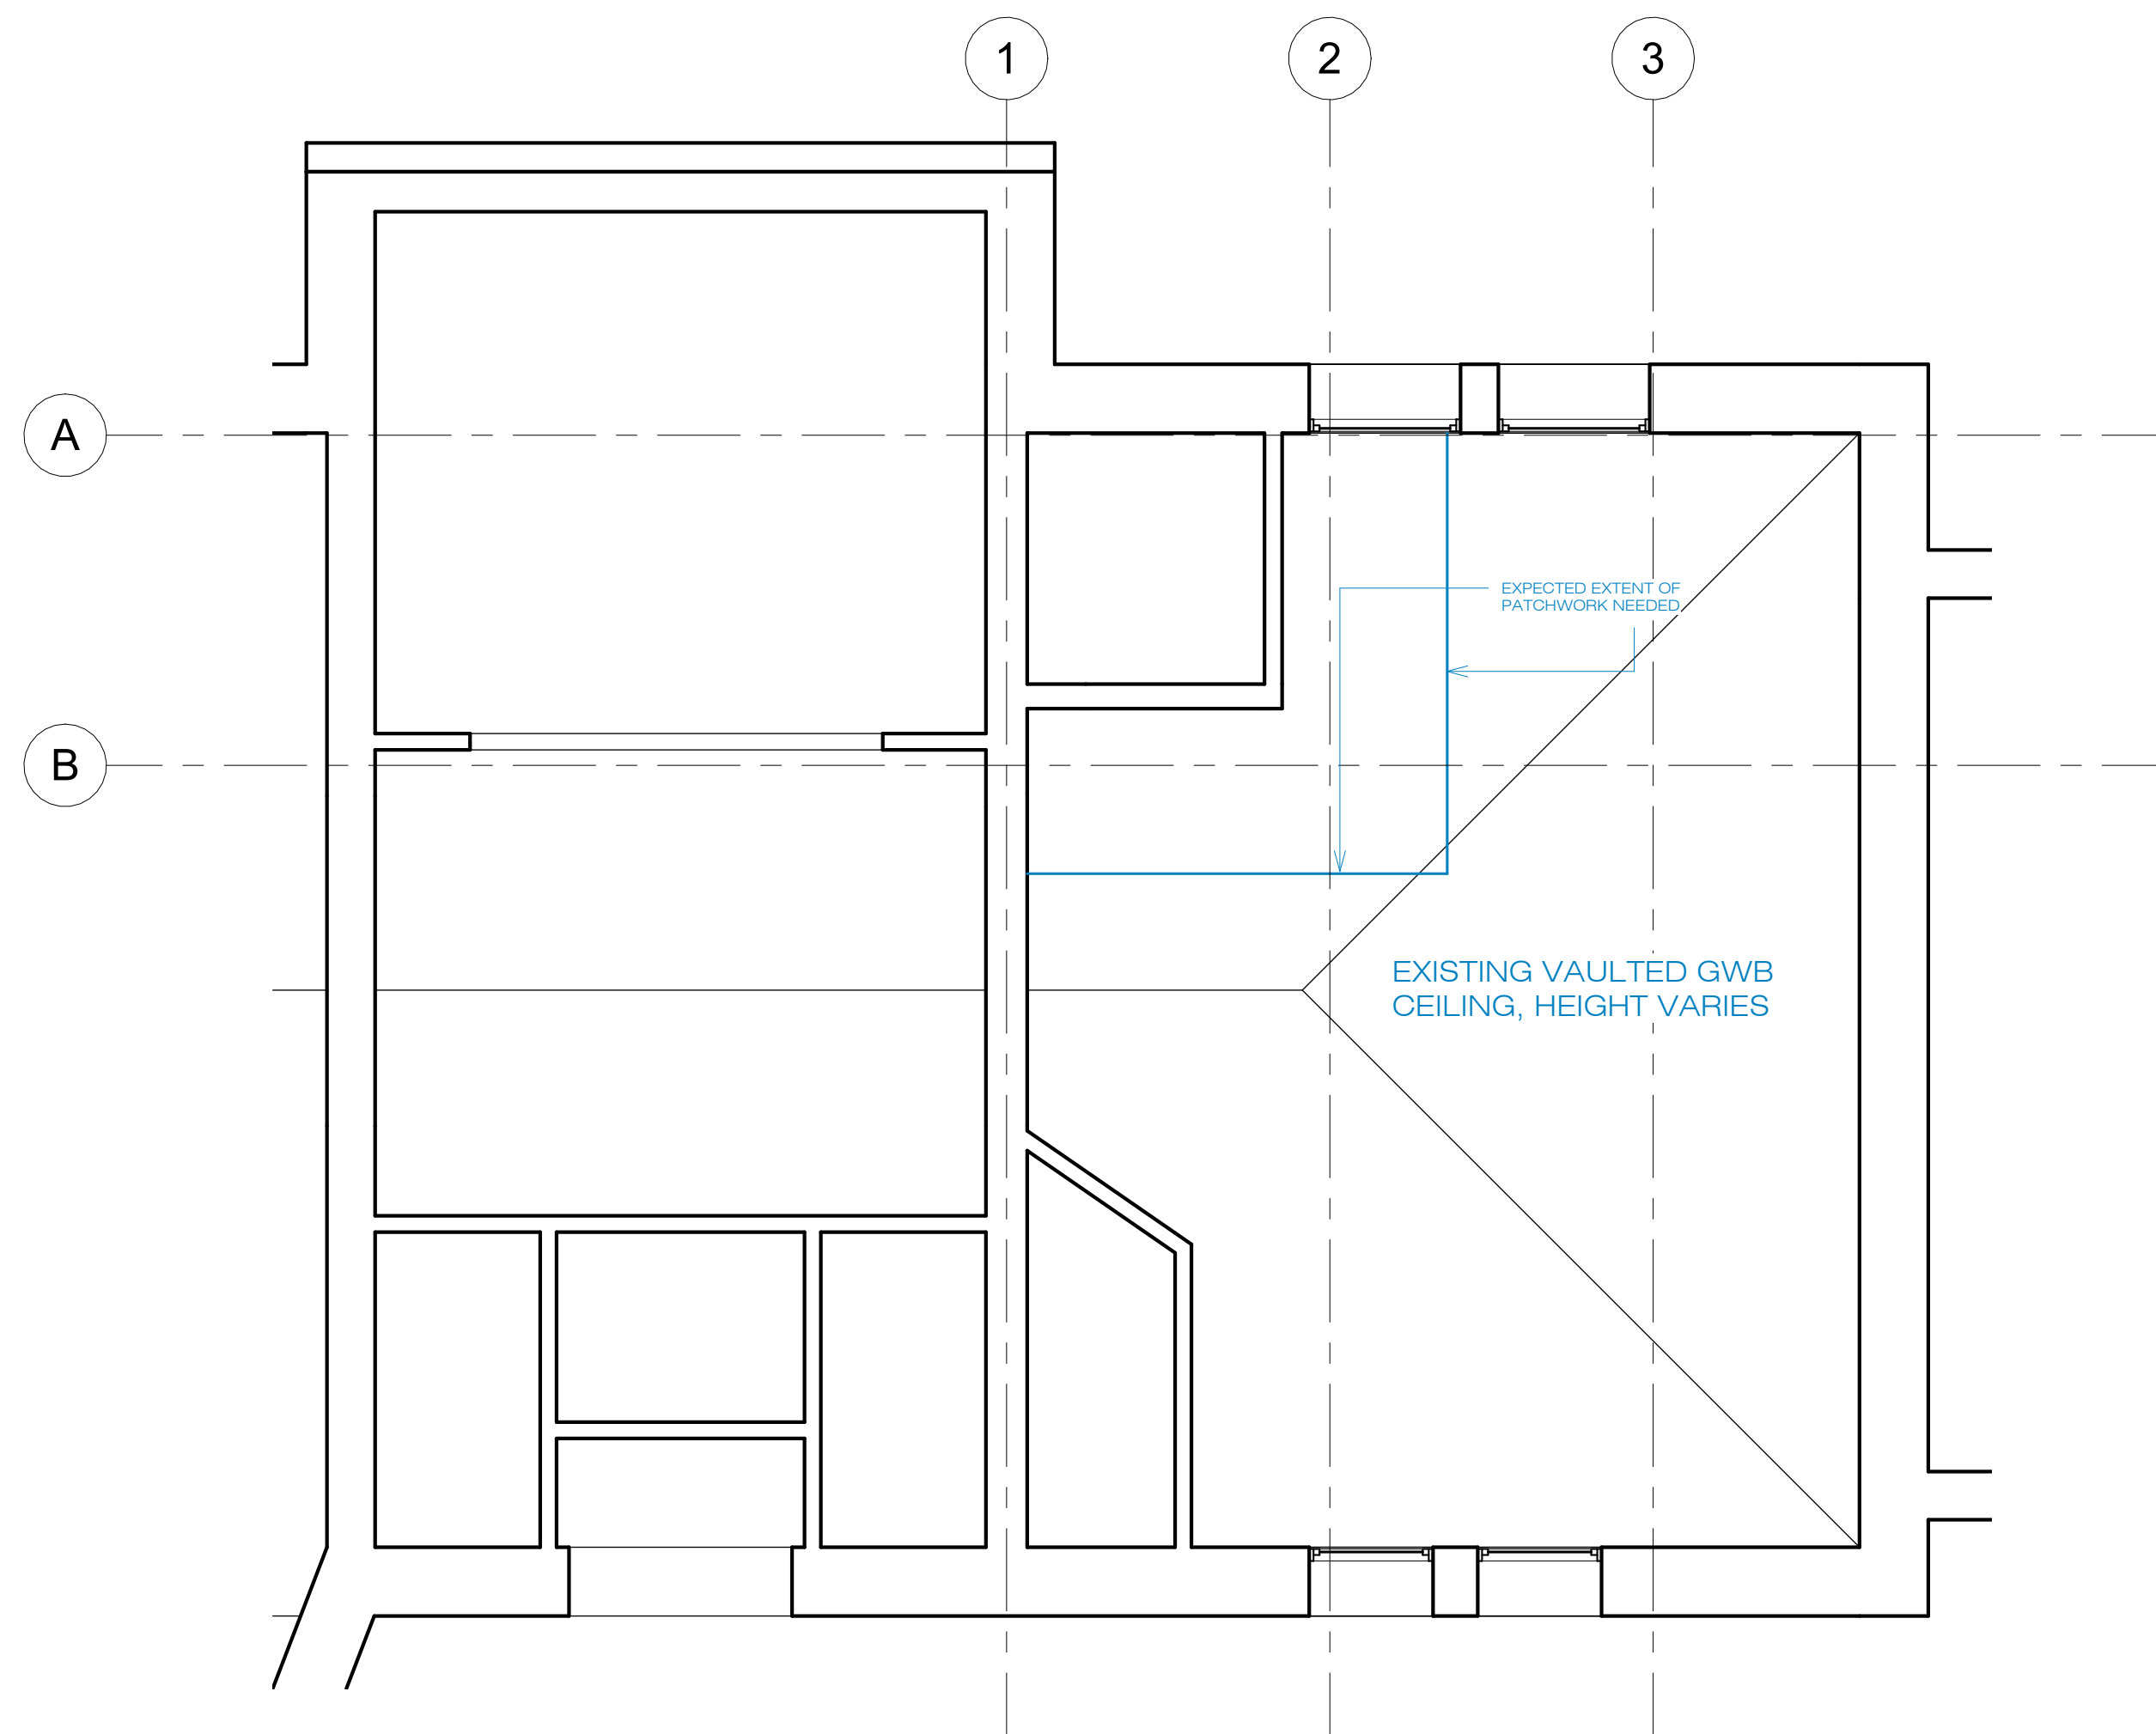 1
2
3
A
EXPECTED EXTENT OF
PATCHWORK NEEDED
B
EXISTING VAULTED GWB
CEILING, HEIGHT VARIES